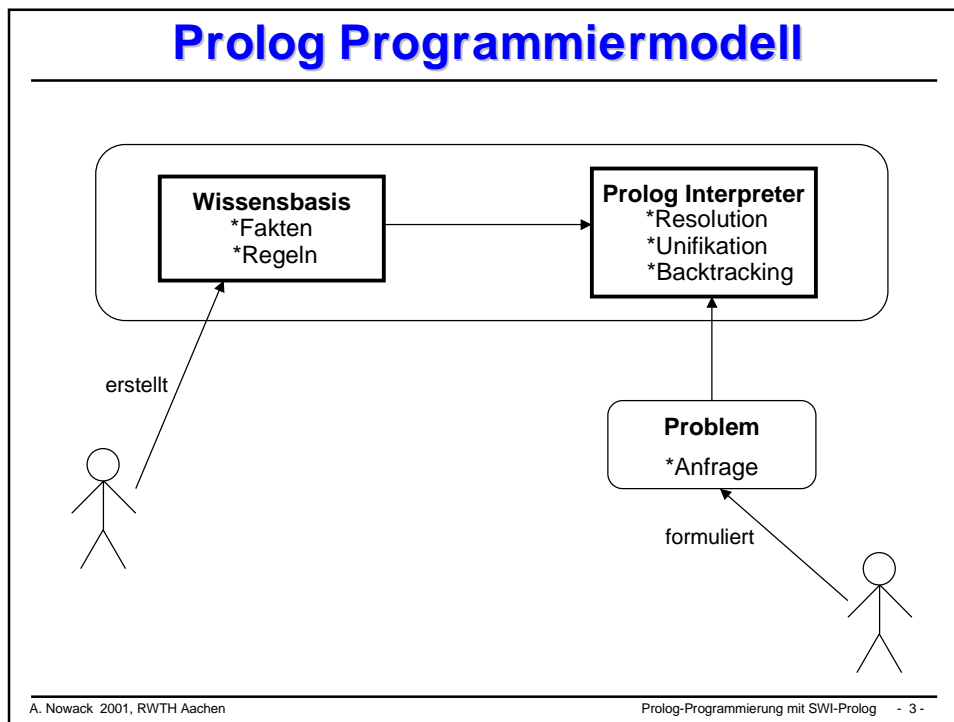 Prolog Programmiermodell
Wissensbasis
*Fakten
*Regeln
Prolog Interpreter
*Resolution
*Unifikation
*Backtracking
erstellt
Problem
*Anfrage
formuliert
A. Nowack 2001, RWTH Aachen
Prolog-Programmierung mit SWI-Prolog - 3 -